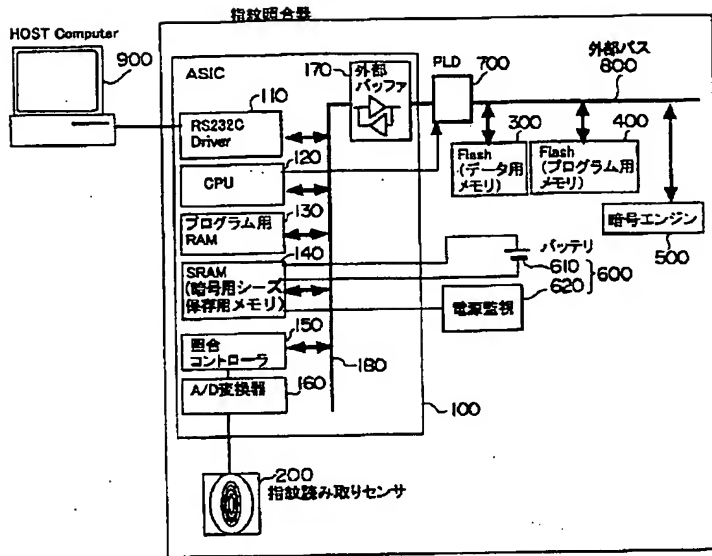 指紋照合器
HOST Computer
900
ASIC
110
RS232C
Driver
120
CPU
130
プログラム用
RAM
140
SRAM
(暗号用シーズ
保存用メモリ)
150
照合
コントローラ
A/D変換器
160
170
外部
バッファ
180
100
PLD
700
外部バス
800
300
Flash
(データ用
メモリ)
400
Flash
(プログラム用
メモリ)
暗号エンジン
500
バッテリ
610
600
620
電源監視
200
指紋読み取りセンサ